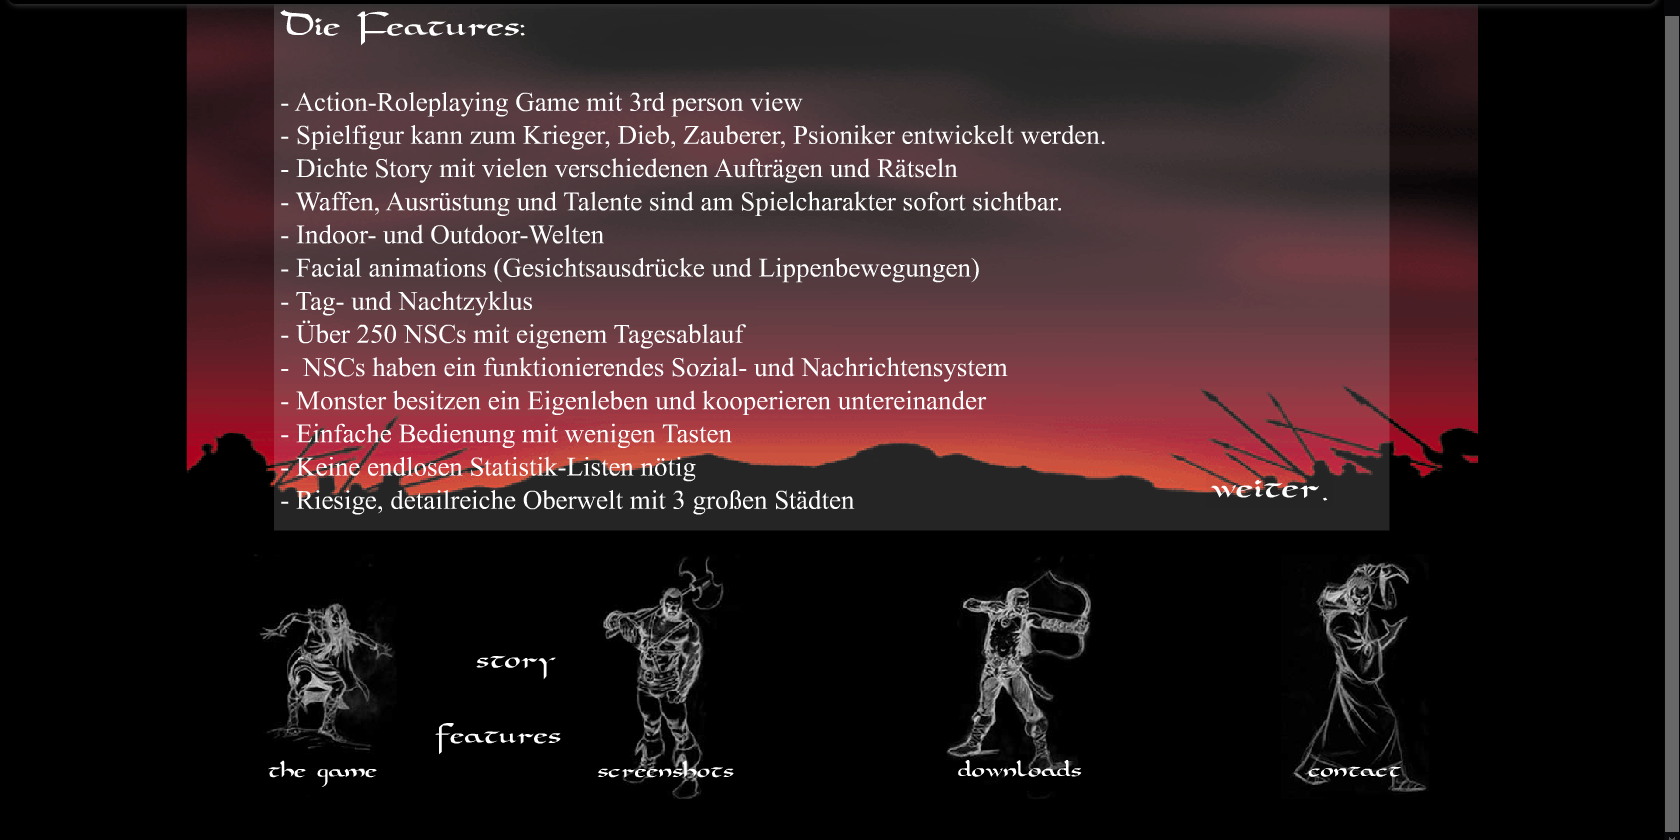 Die Features:
- Action-Roleplaying Game mit 3rd person view
- Spielfigur kann zum Krieger, Dieb, Zauberer, Psioniker entwickelt werden.
- Dichte Story mit vielen verschiedenen Aufträgen und Rätseln
- Waffen, Ausrüstung und Talente sind am Spielcharakter sofort sichtbar.
- Indoor- und Outdoor-Welten
- Facial animations (Gesichtsausdrücke und Lippenbewegungen)
- Tag- und Nachtzyklus
- Über 250 NSCs mit eigenem Tagesablauf
- NSCs haben ein funktionierendes Sozial- und Nachrichtensystem
- Monster besitzen ein Eigenleben und kooperieren untereinander
- Einfache Bedienung mit wenigen Tasten
- Keine endlosen Statistik-Listen nötig
- Riesige, detailreiche Oberwelt mit 3 großen Städten
weiter.
story
features
the game
screenshots
downloads
contact